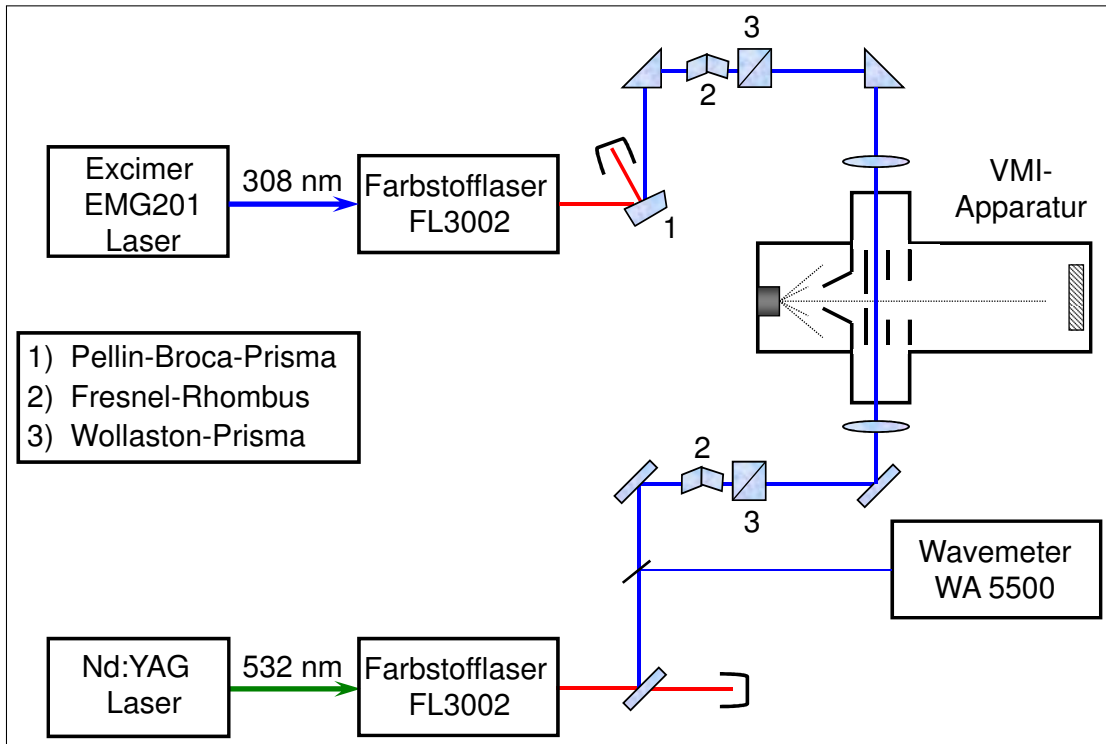 3
2
Excimer
EMG201
Laser
308 nm
Farbstofflaser
FL3002
1
VMI-
Apparatur
1) Pellin-Broca-Prisma
2) Fresnel-Rhombus
3) Wollaston-Prisma
2
3
Wavemeter
WA 5500
Nd:YAG
Laser
532 nm
Farbstofflaser
FL3002